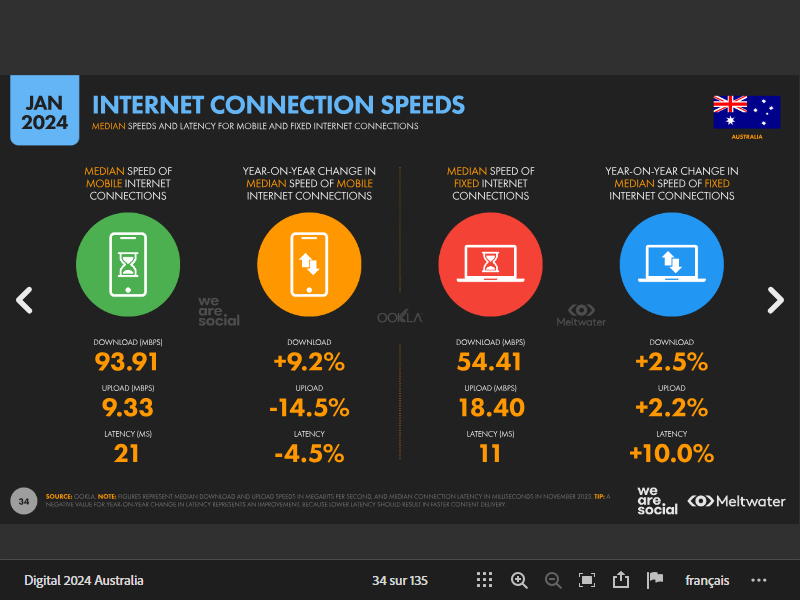 JAN
2024
INTERNET CONNECTION SPEEDS
MEDIAN SPEEDS AND LATENCY FOR MOBILE AND FIXED INTERNET CONNECTIONS
AUSTRALIA
MEDIAN SPEED OF
MOBILE INTERNET
CONNECTIONS
YEAR-ON-YEAR CHANGE IN
MEDIAN SPEED OF MOBILE
INTERNET CONNECTIONS
MEDIAN SPEED OF
FIXED INTERNET
CONNECTIONS
YEAR-ON-YEAR CHANGE IN
MEDIAN SPEED OF FIXED
INTERNET CONNECTIONS
we
are
social
OOKLA
Meltwater
DOWNLOAD (MBPS)
93.91
UPLOAD (MBPS)
9.33
LATENCY (MS)
21
DOWNLOAD
+9.2%
UPLOAD
-14.5%
LATENCY
-4.5%
DOWNLOAD (MBPS)
54.41
UPLOAD (MBPS)
18.40
LATENCY (MS)
11
DOWNLOAD
+2.5%
UPLOAD
+2.2%
LATENCY
+10.0%
34
SOURCE: OOKLA. NOTE: FIGURES REPRESENT MEDIAN DOWNLOAD AND UPLOAD SPEEDS IN MEGABITS PER SECOND, AND MEDIAN CONNECTION LATENCY IN MILLISECONDS IN NOVEMBER 2023. TIP: A
NEGATIVE VALUE FOR YEAR-ON-YEAR CHANGE IN LATENCY REPRESENTS AN IMPROVEMENT, BECAUSE LOWER LATENCY SHOULD RESULT IN FASTER CONTENT DELIVERY.
we
are
social
Meltwater
Digital 2024 Australia
34 sur 135
français